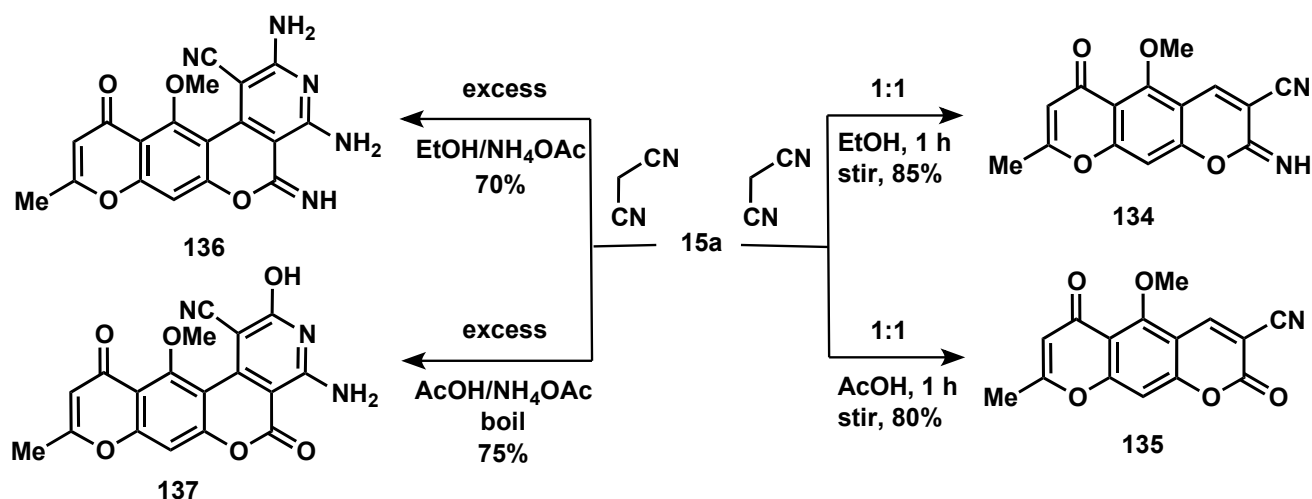 NH₂
NC
O
OMe
N
NH₂
Me
O
O
NH
136
excess
EtOH/NH₄OAc
70%
CN
CN
1:1
EtOH, 1 h
stir, 85%
O
OMe
CN
Me
O
O
NH
134
15a
CN
CN
OH
NC
O
OMe
N
NH₂
Me
O
O
O
137
excess
AcOH/NH₄OAc
boil
75%
1:1
AcOH, 1 h
stir, 80%
O
OMe
CN
Me
O
O
O
135